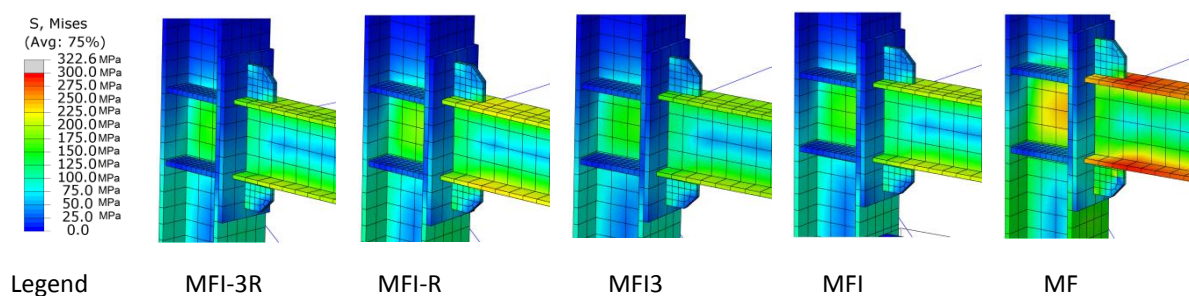 S, Mises
(Avg: 75%)
322.6 MPa
300.0 MPa
275.0 MPa
250.0 MPa
225.0 MPa
200.0 MPa
175.0 MPa
150.0 MPa
125.0 MPa
100.0 MPa
75.0 MPa
50.0 MPa
25.0 MPa
0.0 MPa
Legend MFI-3R MFI-R MFI3 MFI MF